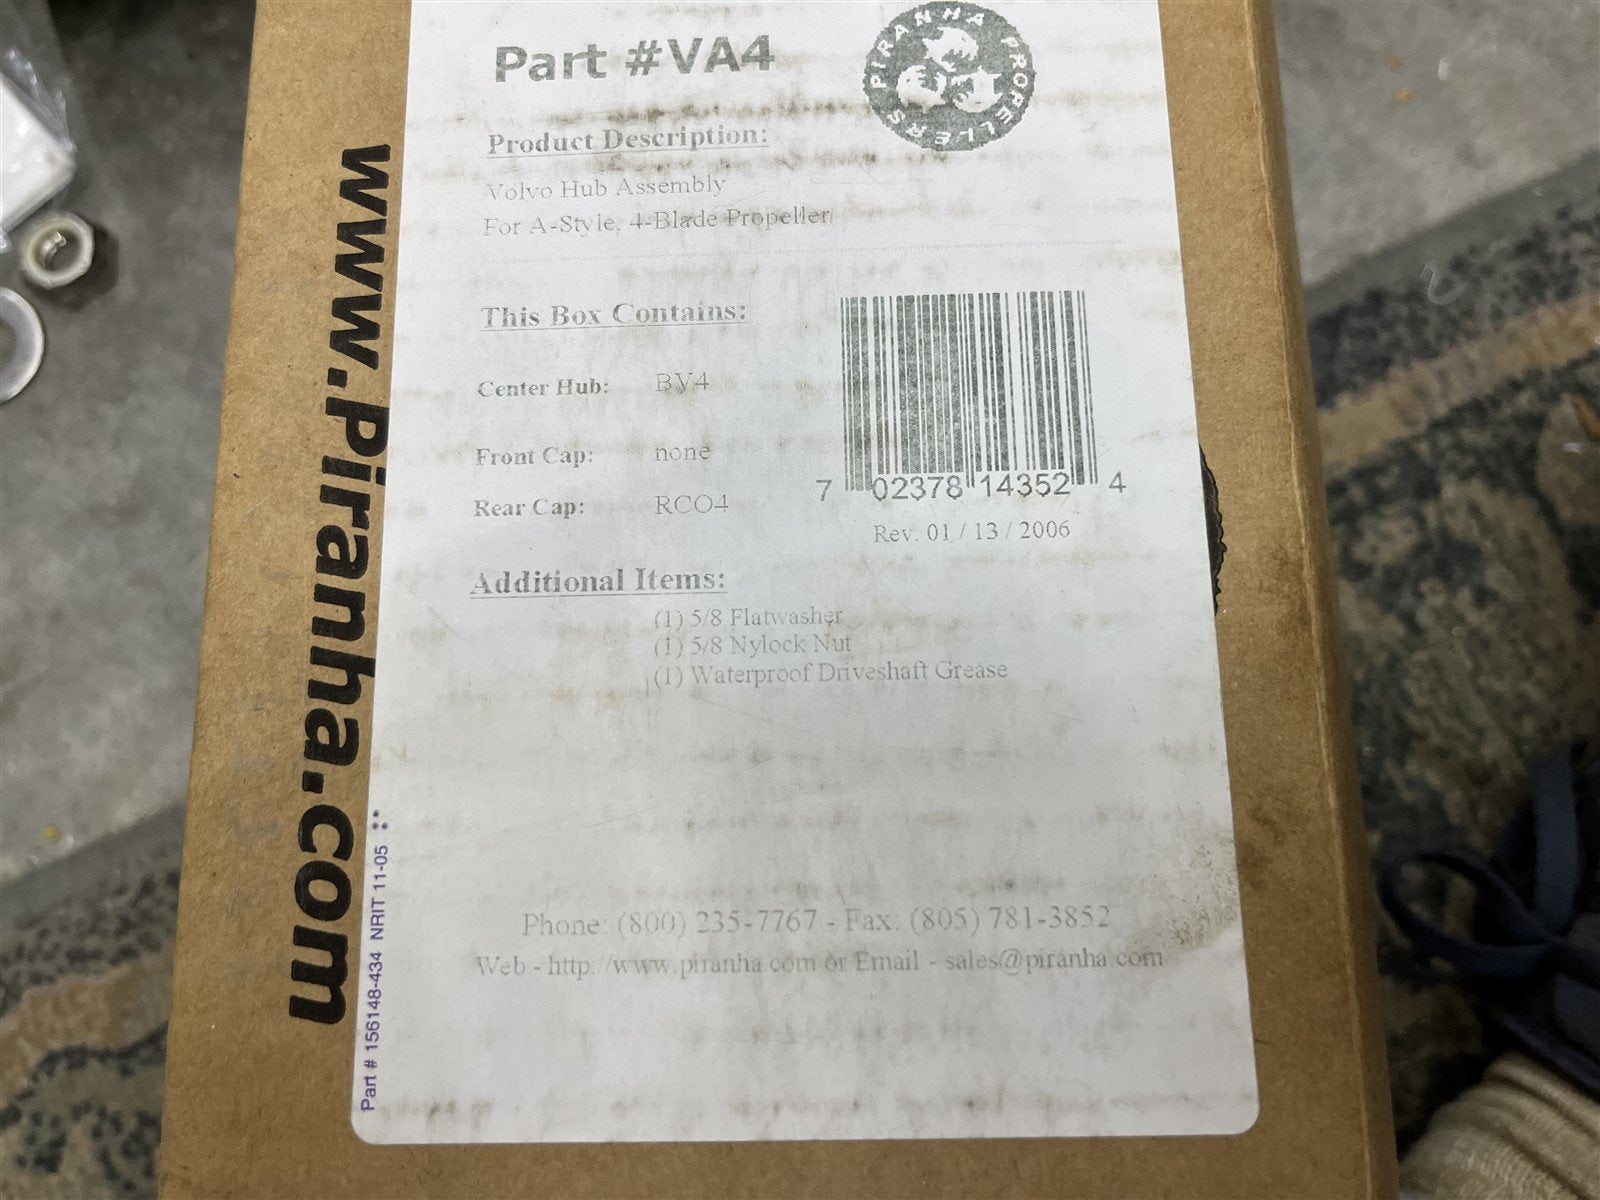 Part #VA4
PIRANHA PROPELLERS
Product Description:
Volvo Hub Assembly
For A-Style, 4-Blade Propeller
This Box Contains:
Center Hub: BV4
Front Cap: none
Rear Cap: RCO4
7 02378 14352 4
Rev. 01 / 13 / 2006
Additional Items:
(1) 5/8 Flatwasher
(1) 5/8 Nylock Nut
(1) Waterproof Driveshaft Grease
Phone: (800) 235-7767 - Fax: (805) 781-3852
Web - http://www.piranha.com or Email - sales@piranha.com
Part # 156148-434 NRIT 11-05
www.Piranha.com